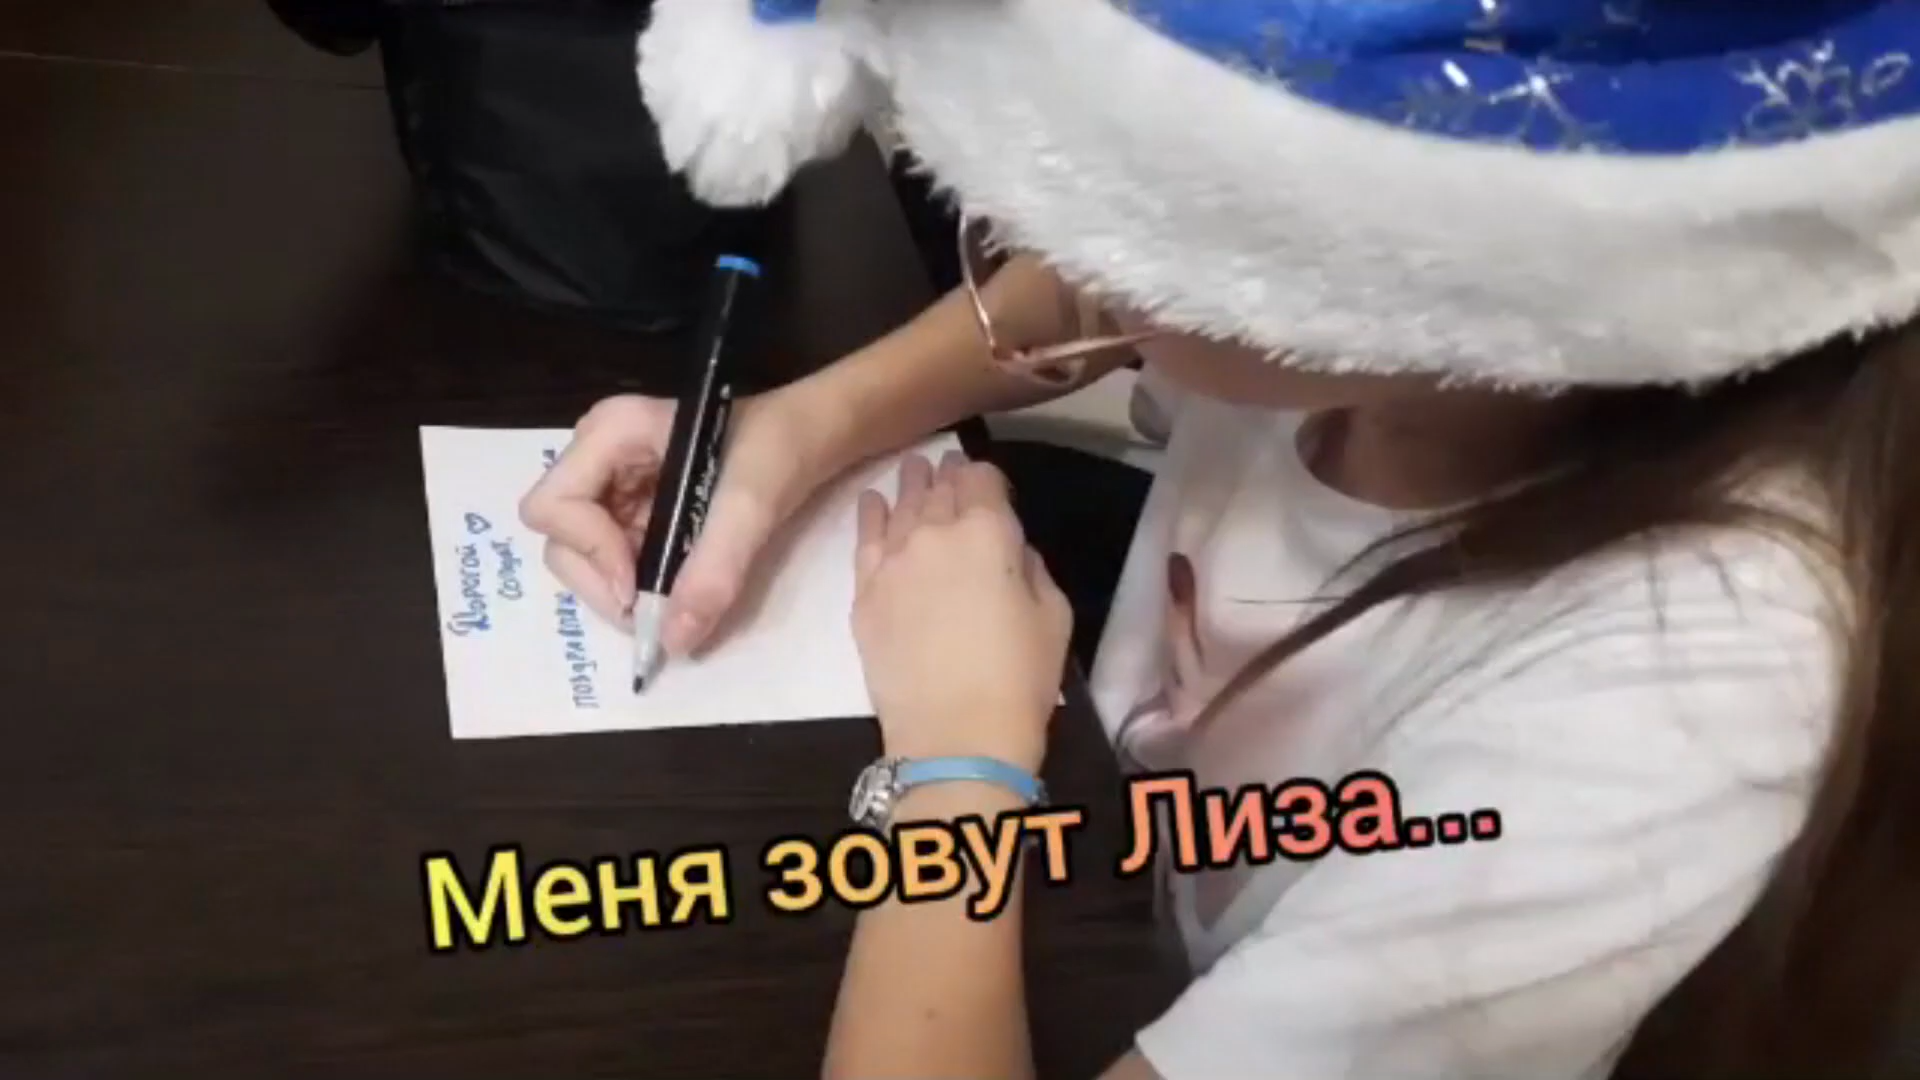 Дорогой
солдат,
поздравляю
Меня зовут Лиза...